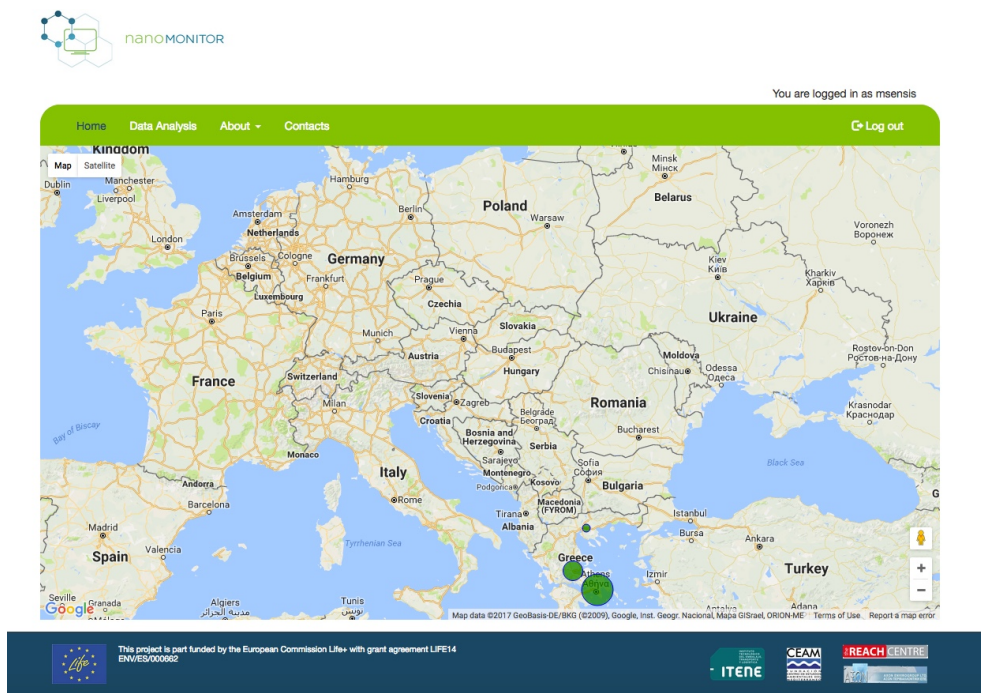 nanoMONITOR
You are logged in as msensis
Home Data Analysis About Contacts Log out
Map Satellite
Kingdom
Dublin
Manchester
Liverpool
London
Amsterdam
Netherlands
Brussels
Belgium
Cologne
Luxembourg
Hamburg
Berlin
Germany
Frankfurt
Munich
Paris
France
Bay of Biscay
Switzerland
Milan
Monaco
Andorra
Barcelona
Madrid
Spain
Valencia
Seville
Granada
Poland
Warsaw
Prague
Czechia
Vienna
Austria
Slovakia
Budapest
Hungary
Slovenia
Zagreb
Croatia
Bosnia and
Herzegovina
Sarajevo
Belgrade
Београд
Serbia
Montenegro
Podgorica
Kosovo
Macedonia
(FYROM)
Tirana
Albania
Italy
Rome
Tyrrhenian Sea
Minsk
Мінск
Belarus
Kiev
Київ
Ukraine
Voronezh
Воронеж
Kharkiv
Харків
Rostov-on-Don
Ростов-на-Дону
Krasnodar
Краснодар
Moldova
Chisinau
Odessa
Одеса
Romania
Bucharest
Sofia
София
Bulgaria
Black Sea
Istanbul
Bursa
Ankara
Izmir
Turkey
Antalya
Adana
Greece
Athens
Αθήνα
Algiers
مدينة الجزائر
Tunis
تونس
G
Google
Map data ©2017 GeoBasis-DE/BKG (©2009), Google, Inst. Geogr. Nacional, Mapa GISrael, ORION-ME Terms of Use Report a map error
Life
This project is part funded by the European Commission Life+ with grant agreement LIFE14
ENV/ES/000662
ITENE
CEAM
REACH CENTRE